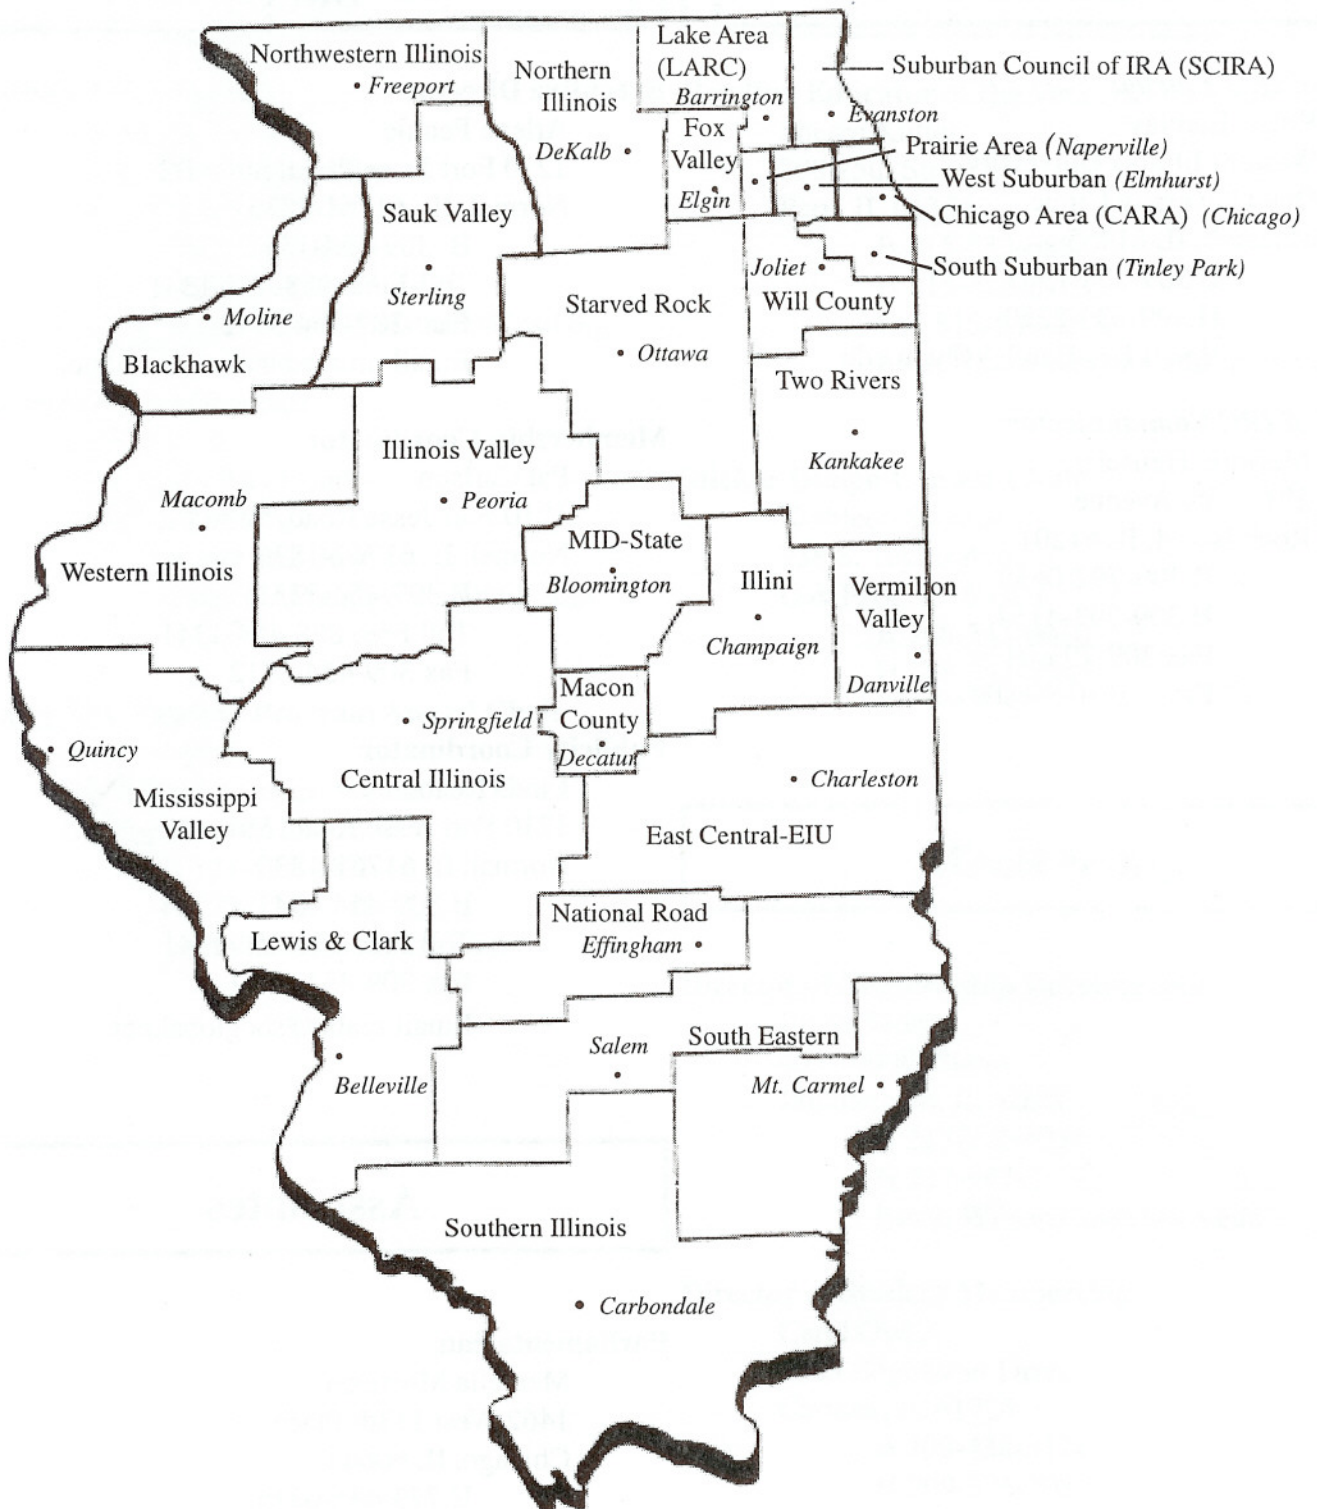 Northwestern Illinois
Freeport
Northern
Illinois
DeKalb
Lake Area
(LARC)
Barrington
Suburban Council of IRA (SCIRA)
Evanston
Fox
Valley
Elgin
Prairie Area (Naperville)
West Suburban (Elmhurst)
Chicago Area (CARA) (Chicago)
South Suburban (Tinley Park)
Sauk Valley
Sterling
Joliet
Will County
Starved Rock
Ottawa
Moline
Blackhawk
Two Rivers
Kankakee
Illinois Valley
Peoria
Macomb
Western Illinois
MID-State
Bloomington
Illini
Champaign
Vermilion
Valley
Danville
Macon
County
Decatur
Springfield
Central Illinois
Quincy
Mississippi
Valley
Charleston
East Central-EIU
National Road
Effingham
Lewis & Clark
Belleville
Salem
South Eastern
Mt. Carmel
Southern Illinois
Carbondale